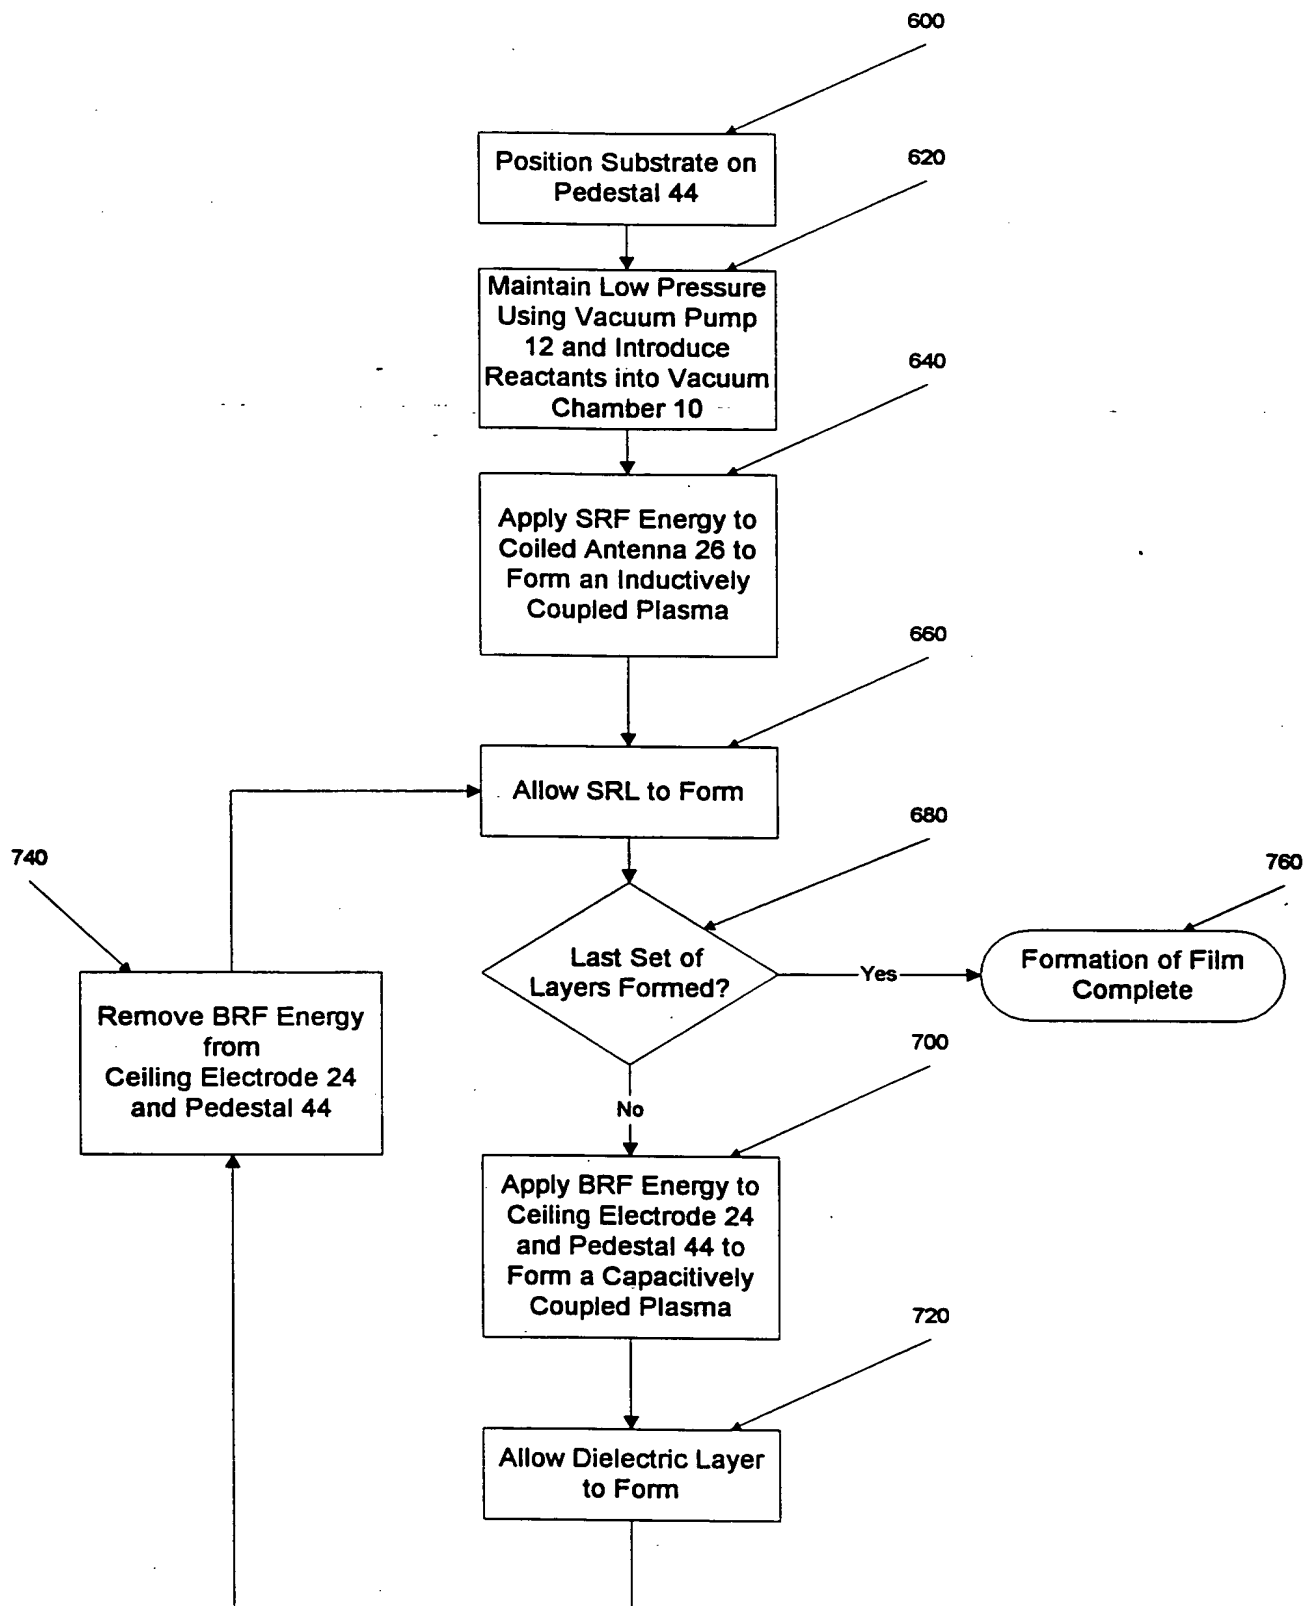 600
Position Substrate on
Pedestal 44
620
Maintain Low Pressure
Using Vacuum Pump
12 and Introduce
Reactants into Vacuum
Chamber 10
640
Apply SRF Energy to
Coiled Antenna 26 to
Form an Inductively
Coupled Plasma
660
Allow SRL to Form
680
Last Set of
Layers Formed?
Yes
760
Formation of Film
Complete
740
Remove BRF Energy
from
Ceiling Electrode 24
and Pedestal 44
No
700
Apply BRF Energy to
Ceiling Electrode 24
and Pedestal 44 to
Form a Capacitively
Coupled Plasma
720
Allow Dielectric Layer
to Form